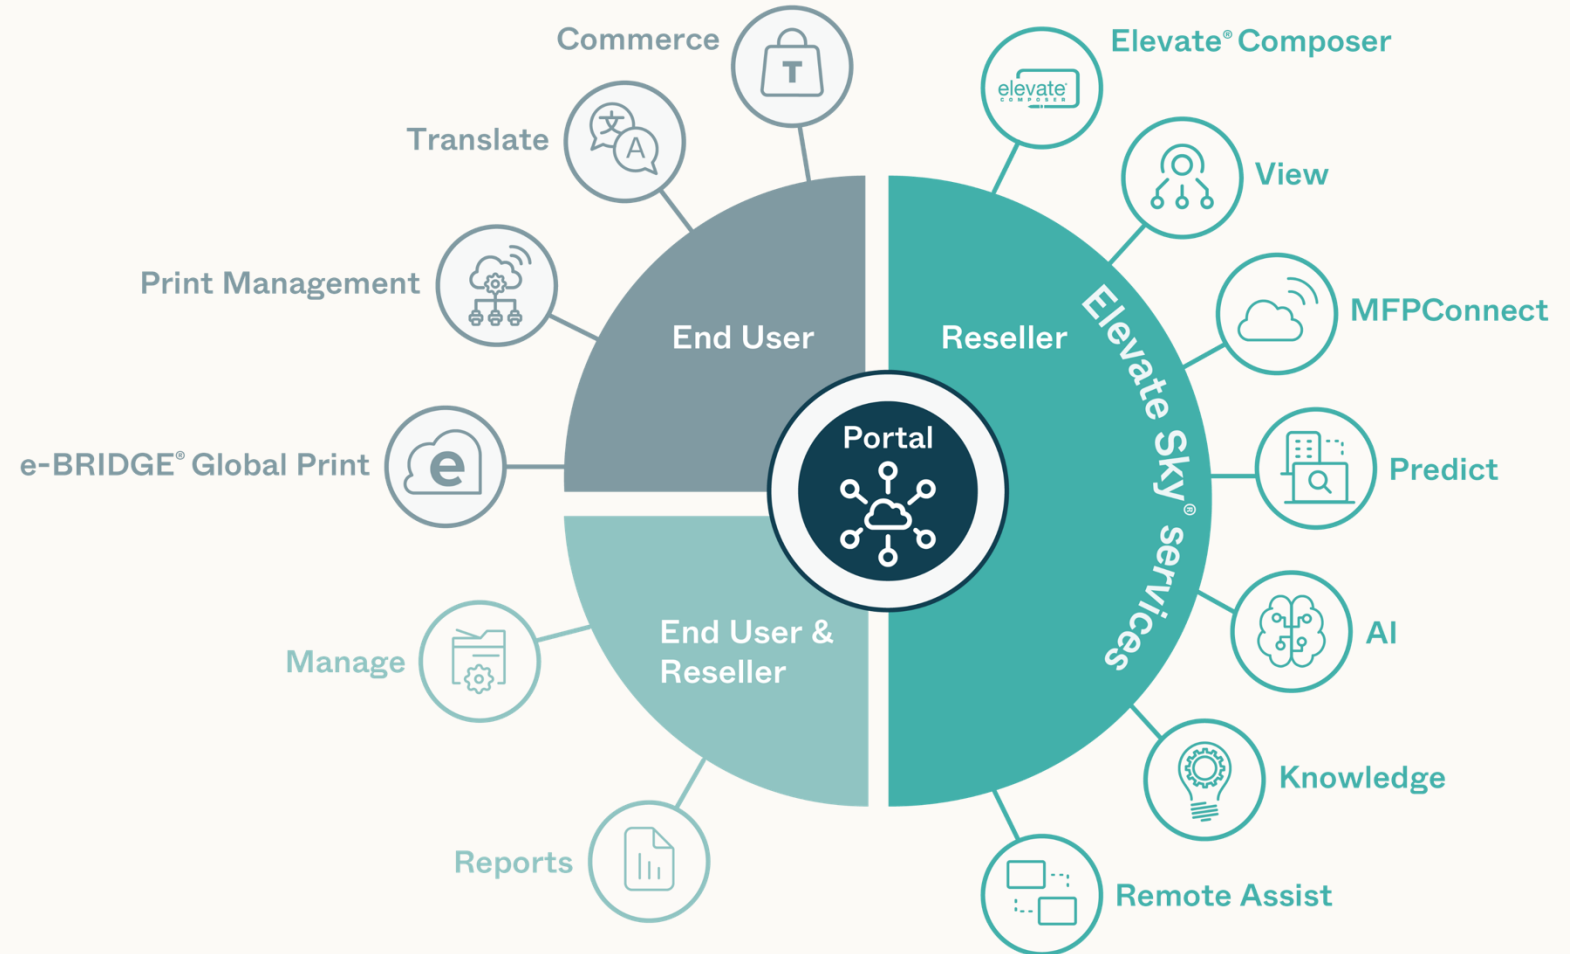 Commerce
T
Elevate® Composer
elevate
COMPOSER
Translate
文
A
View
Print Management
MFPConnect
End User
Reseller
Elevate Sky® services
Portal
e-BRIDGE® Global Print
e
Predict
End User &
Reseller
AI
Manage
Knowledge
Reports
Remote Assist